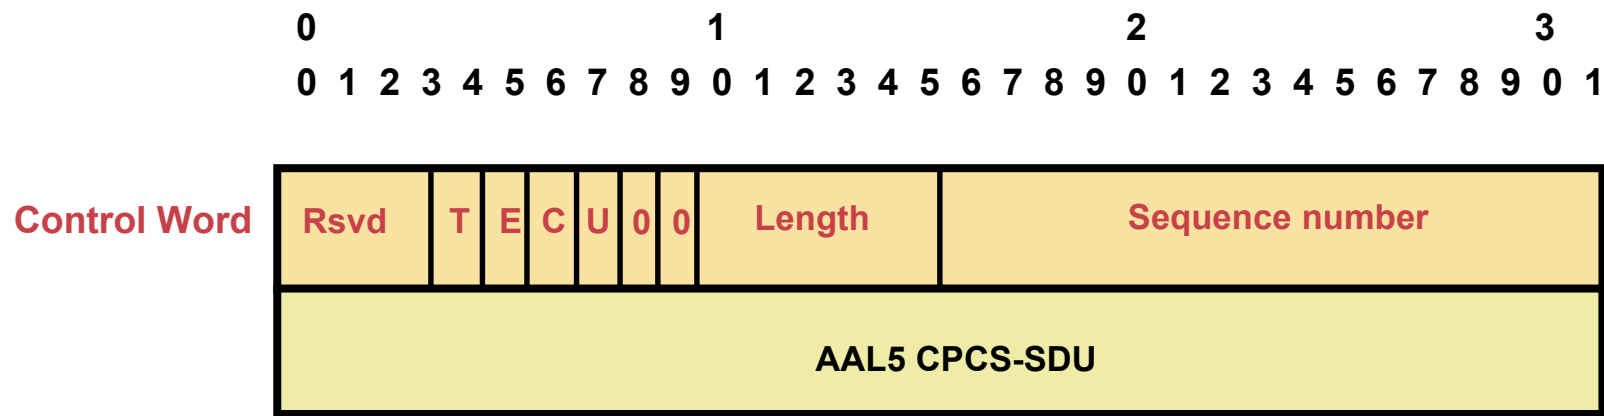 0 1 2 3
0 1 2 3 4 5 6 7 8 9 0 1 2 3 4 5 6 7 8 9 0 1 2 3 4 5 6 7 8 9 0 1
Control Word Rsvd T E C U 0 0 Length Sequence number
AAL5 CPCS-SDU